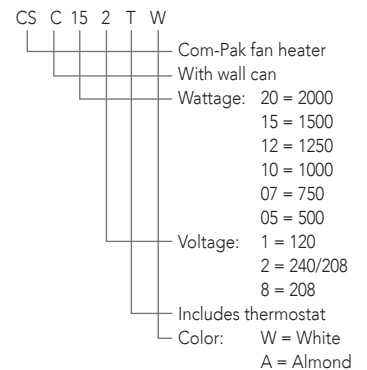 CS C 15 2 T W
Com-Pak fan heater
With wall can
Wattage: 20 = 2000
15 = 1500
12 = 1250
10 = 1000
07 = 750
05 = 500
Voltage: 1 = 120
2 = 240/208
8 = 208
Includes thermostat
Color: W = White
A = Almond